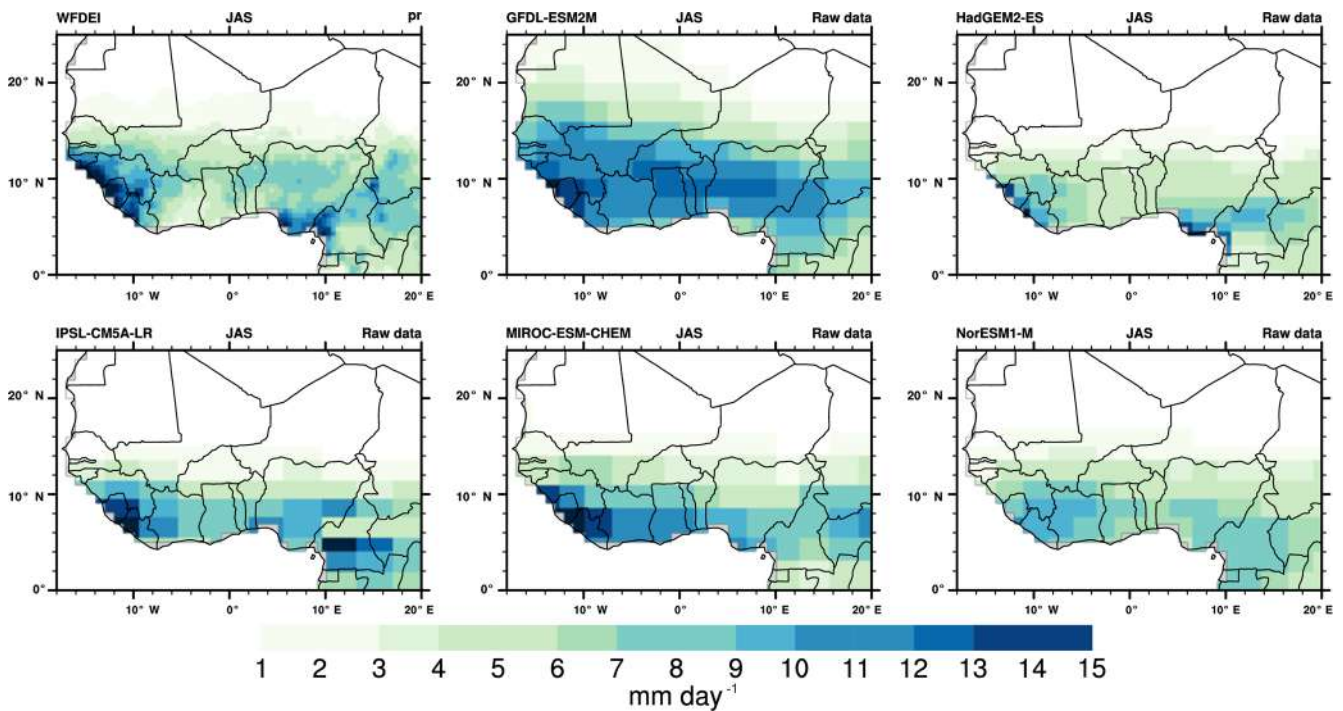 WFDEI JAS pr
GFDL-ESM2M JAS Raw data
HadGEM2-ES JAS Raw data
20° N
10° N
0°
10° W 0° 10° E 20° E
20° N
10° N
0°
10° W 0° 10° E 20° E
20° N
10° N
0°
10° W 0° 10° E 20° E
IPSL-CM5A-LR JAS Raw data
MIROC-ESM-CHEM JAS Raw data
NorESM1-M JAS Raw data
20° N
10° N
0°
10° W 0° 10° E 20° E
20° N
10° N
0°
10° W 0° 10° E 20° E
20° N
10° N
0°
10° W 0° 10° E 20° E
1 2 3 4 5 6 7 8 9 10 11 12 13 14 15
mm day⁻¹